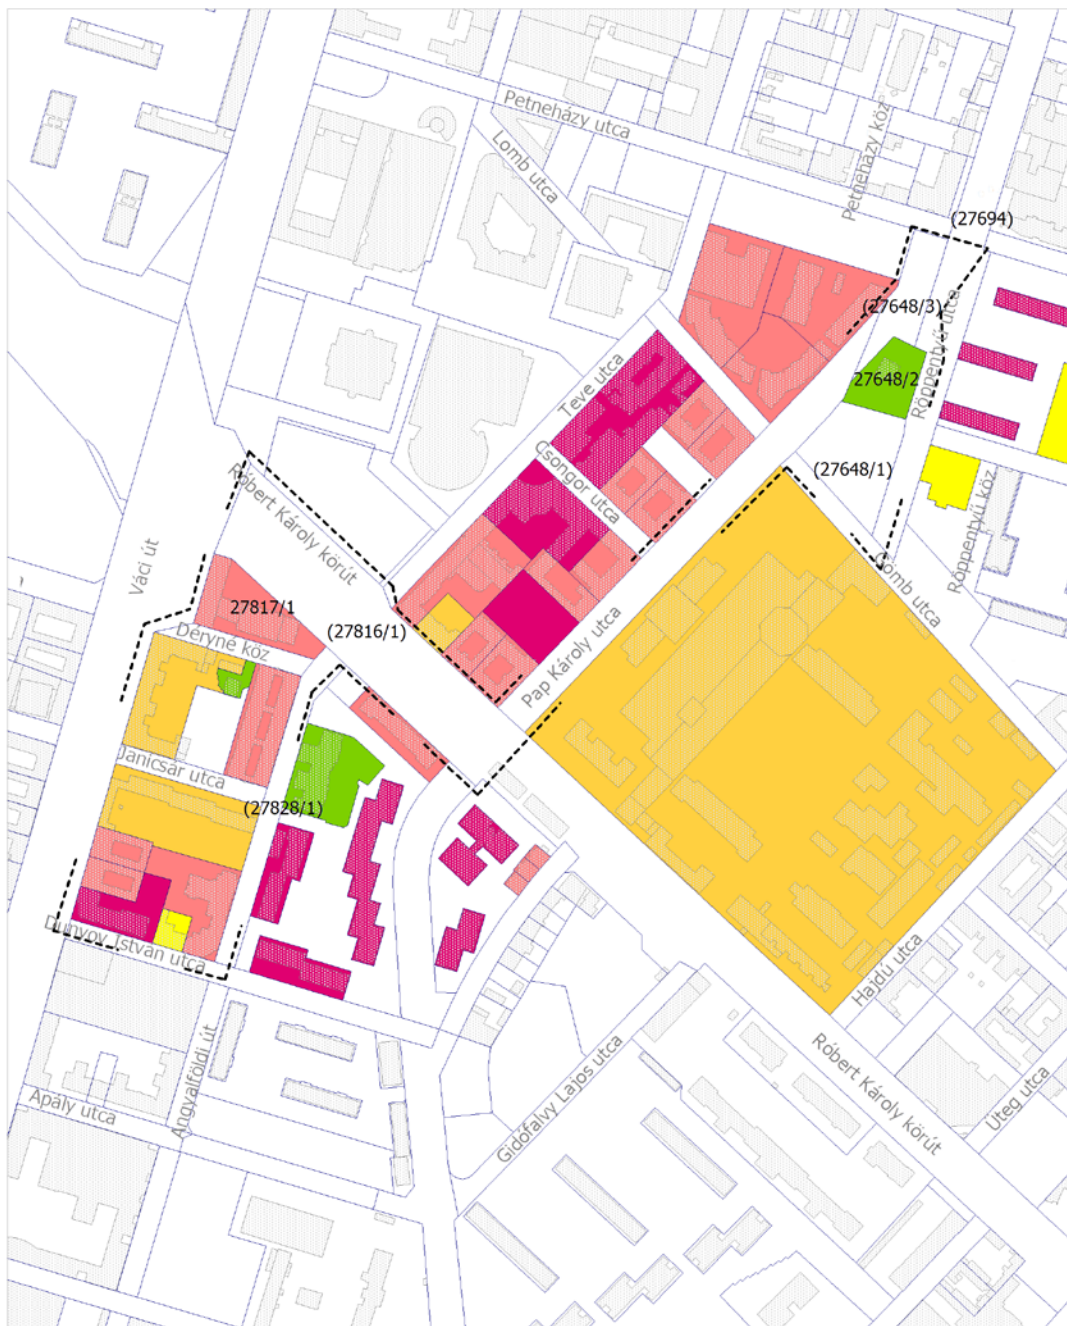 Petneházy utca
Petneházy köz
Lomb utca
(27694)
(27648/3)
Röppentyű utca
27648/2
Teve utca
Csongor utca
(27648/1)
Róbert Károly körút
Röppentyű köz
Váci út
Gömb utca
27817/1
(27816/1)
Déryné köz
Pap Károly utca
Janicsár utca
(27828/1)
Dunyov István utca
Hajdú utca
Angyalföldi út
Gidófalvy Lajos utca
Róbert Károly körút
Apály utca
Üteg utca